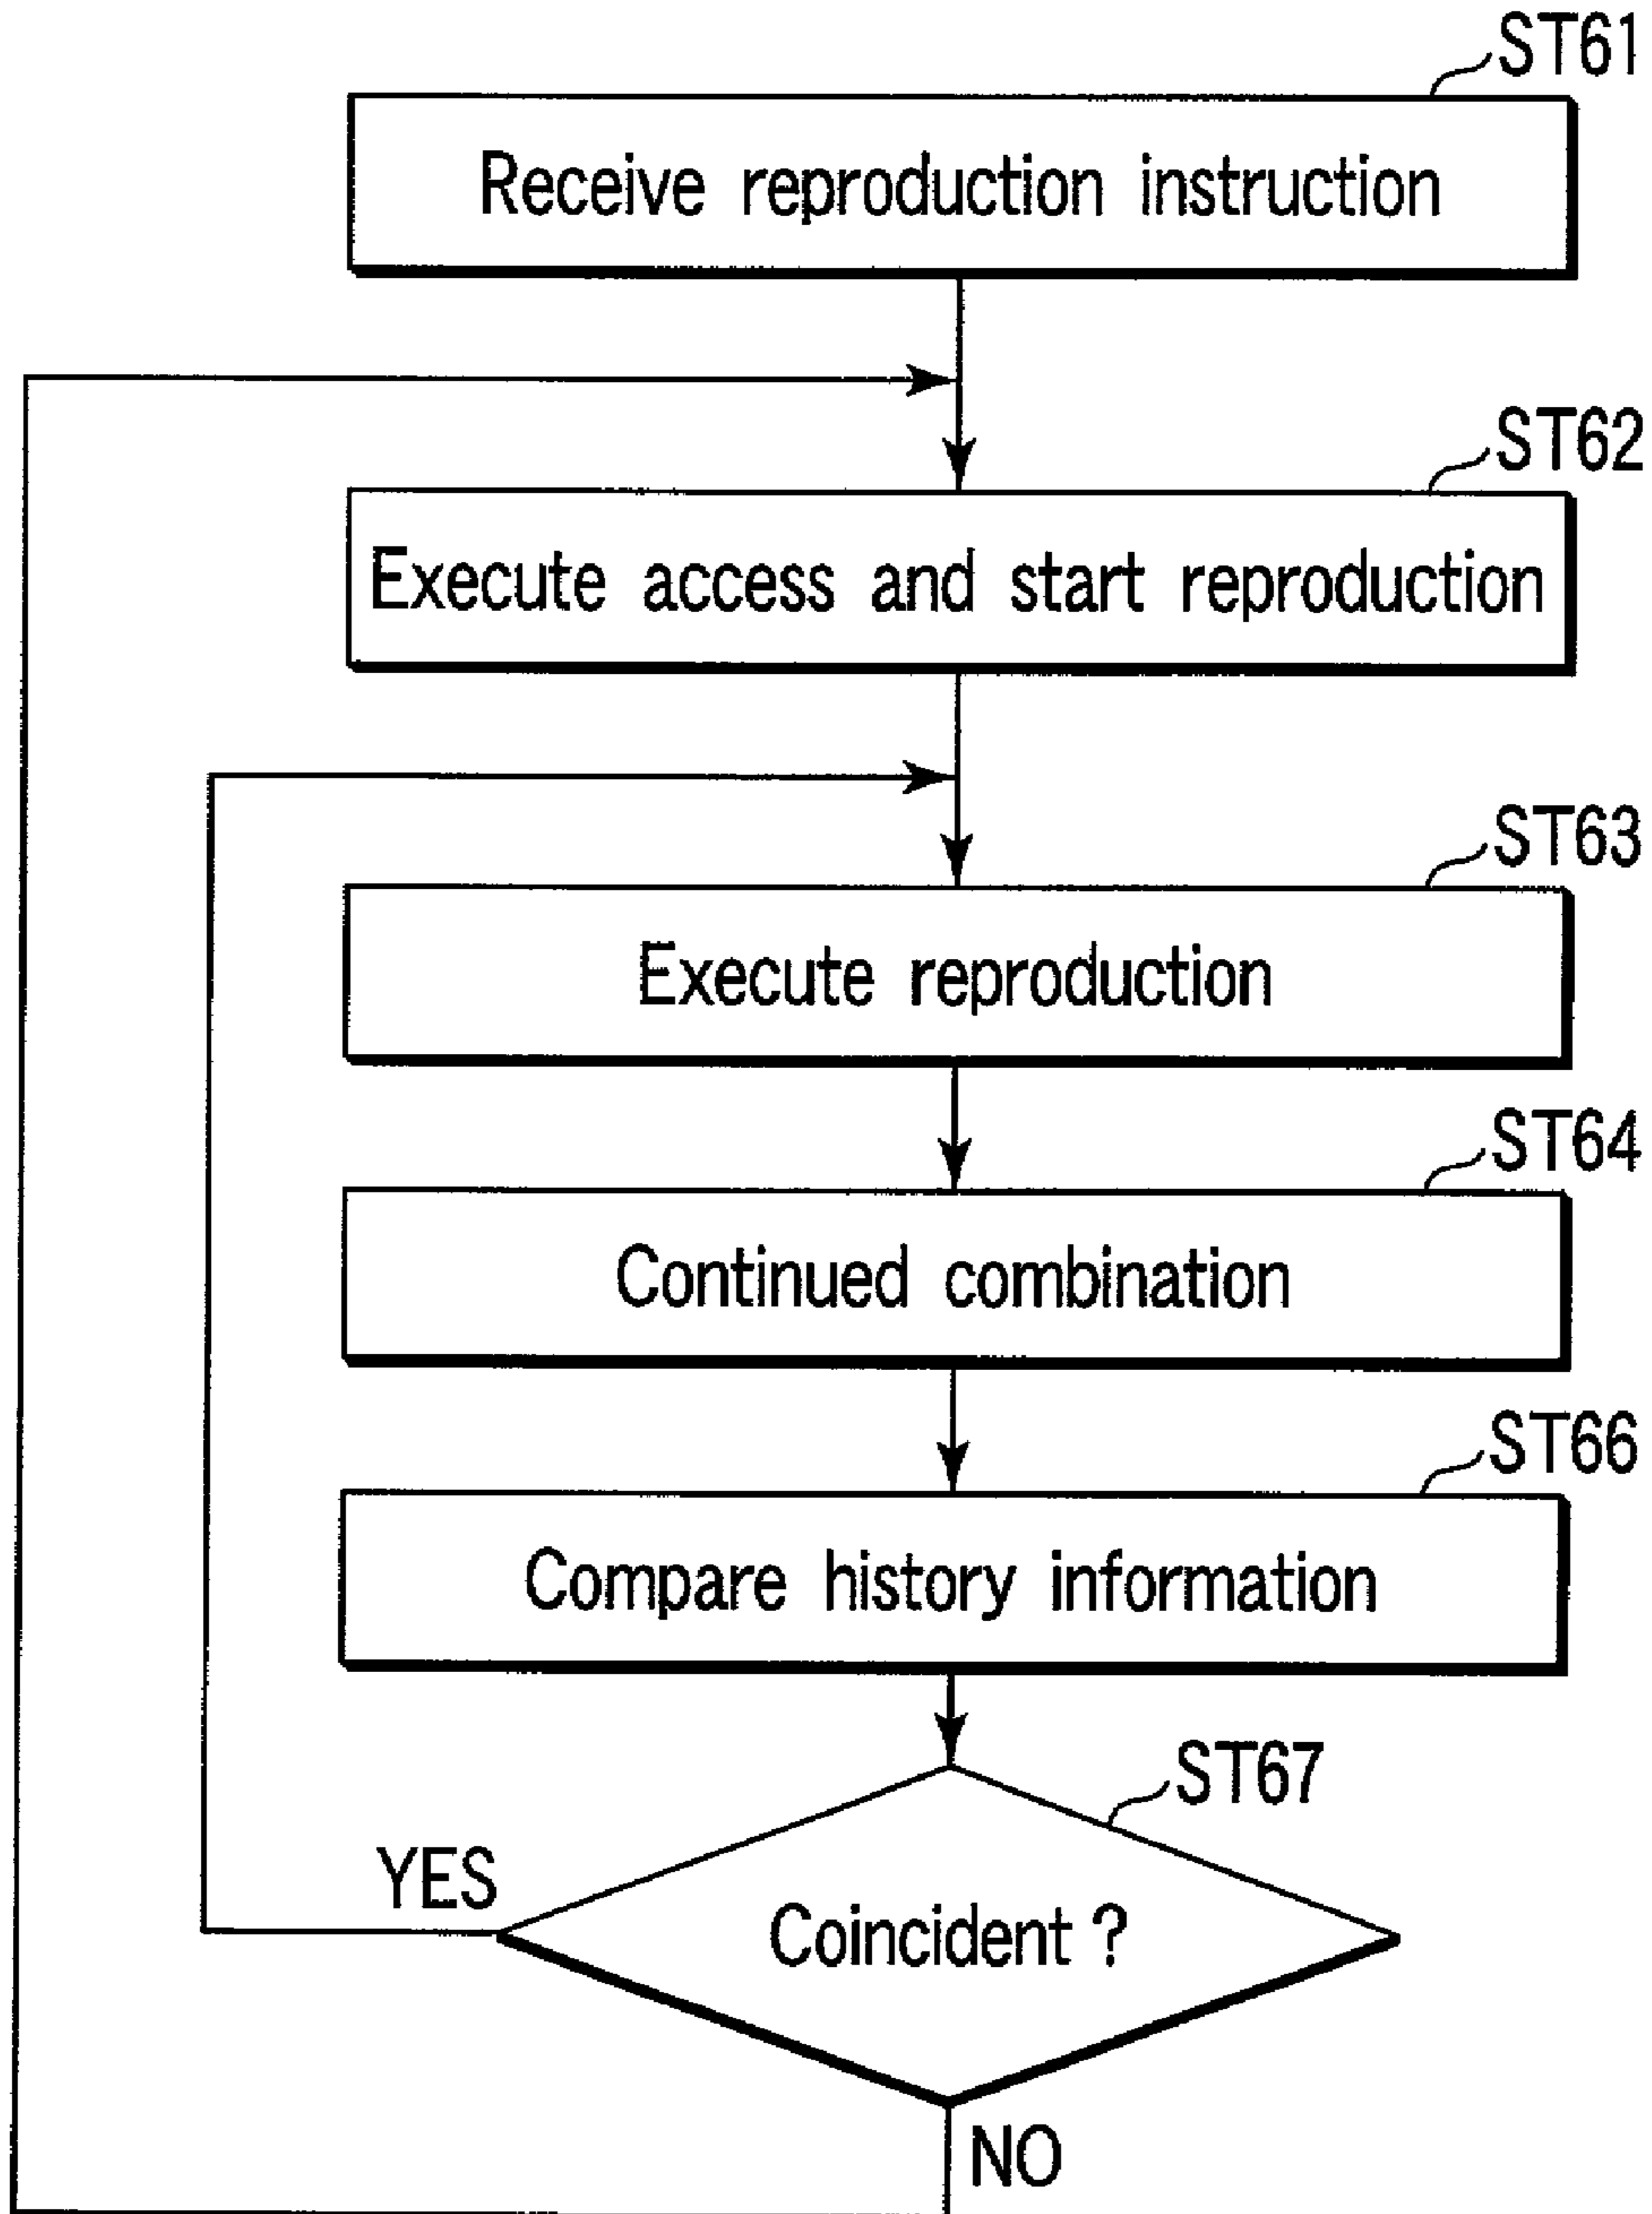 ST61
Receive reproduction instruction
ST62
Execute access and start reproduction
ST63
Execute reproduction
ST64
Continued combination
ST66
Compare history information
ST67
YES
Coincident ?
NO